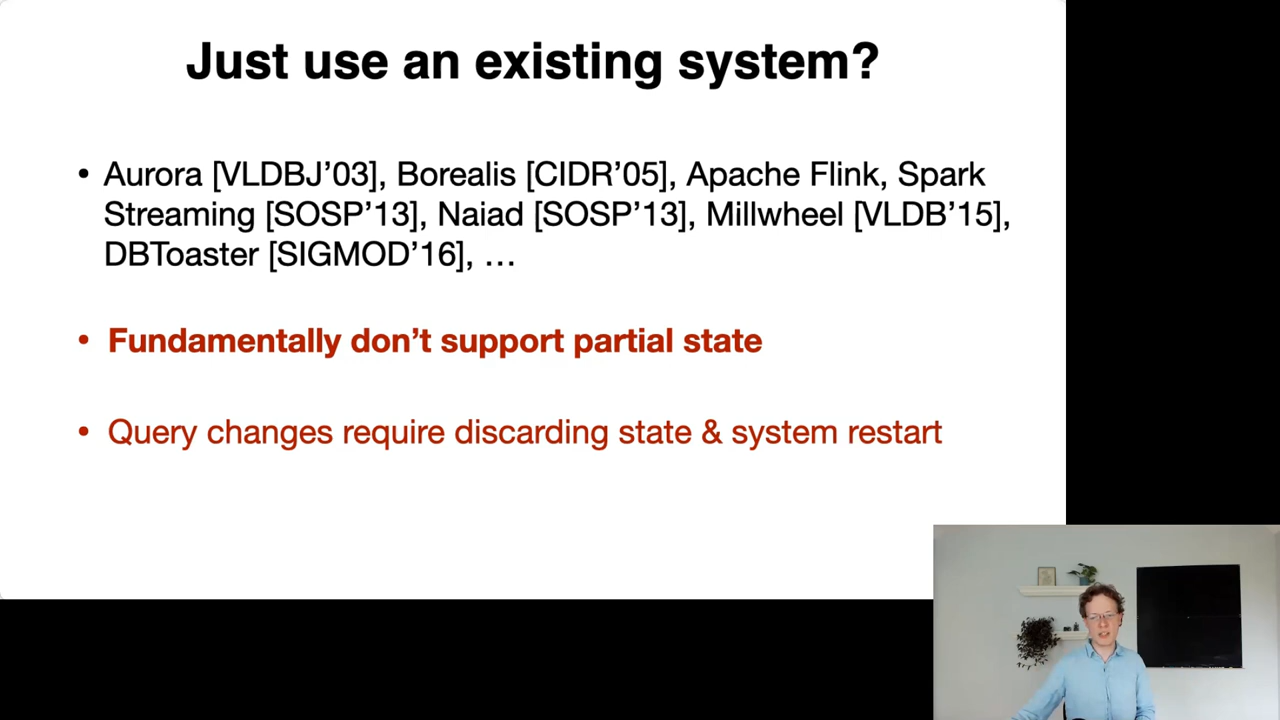 Just use an existing system?
• Aurora [VLDBJ’03], Borealis [CIDR’05], Apache Flink, Spark
Streaming [SOSP’13], Naiad [SOSP’13], Millwheel [VLDB’15],
DBToaster [SIGMOD’16], …
• Fundamentally don’t support partial state
• Query changes require discarding state & system restart